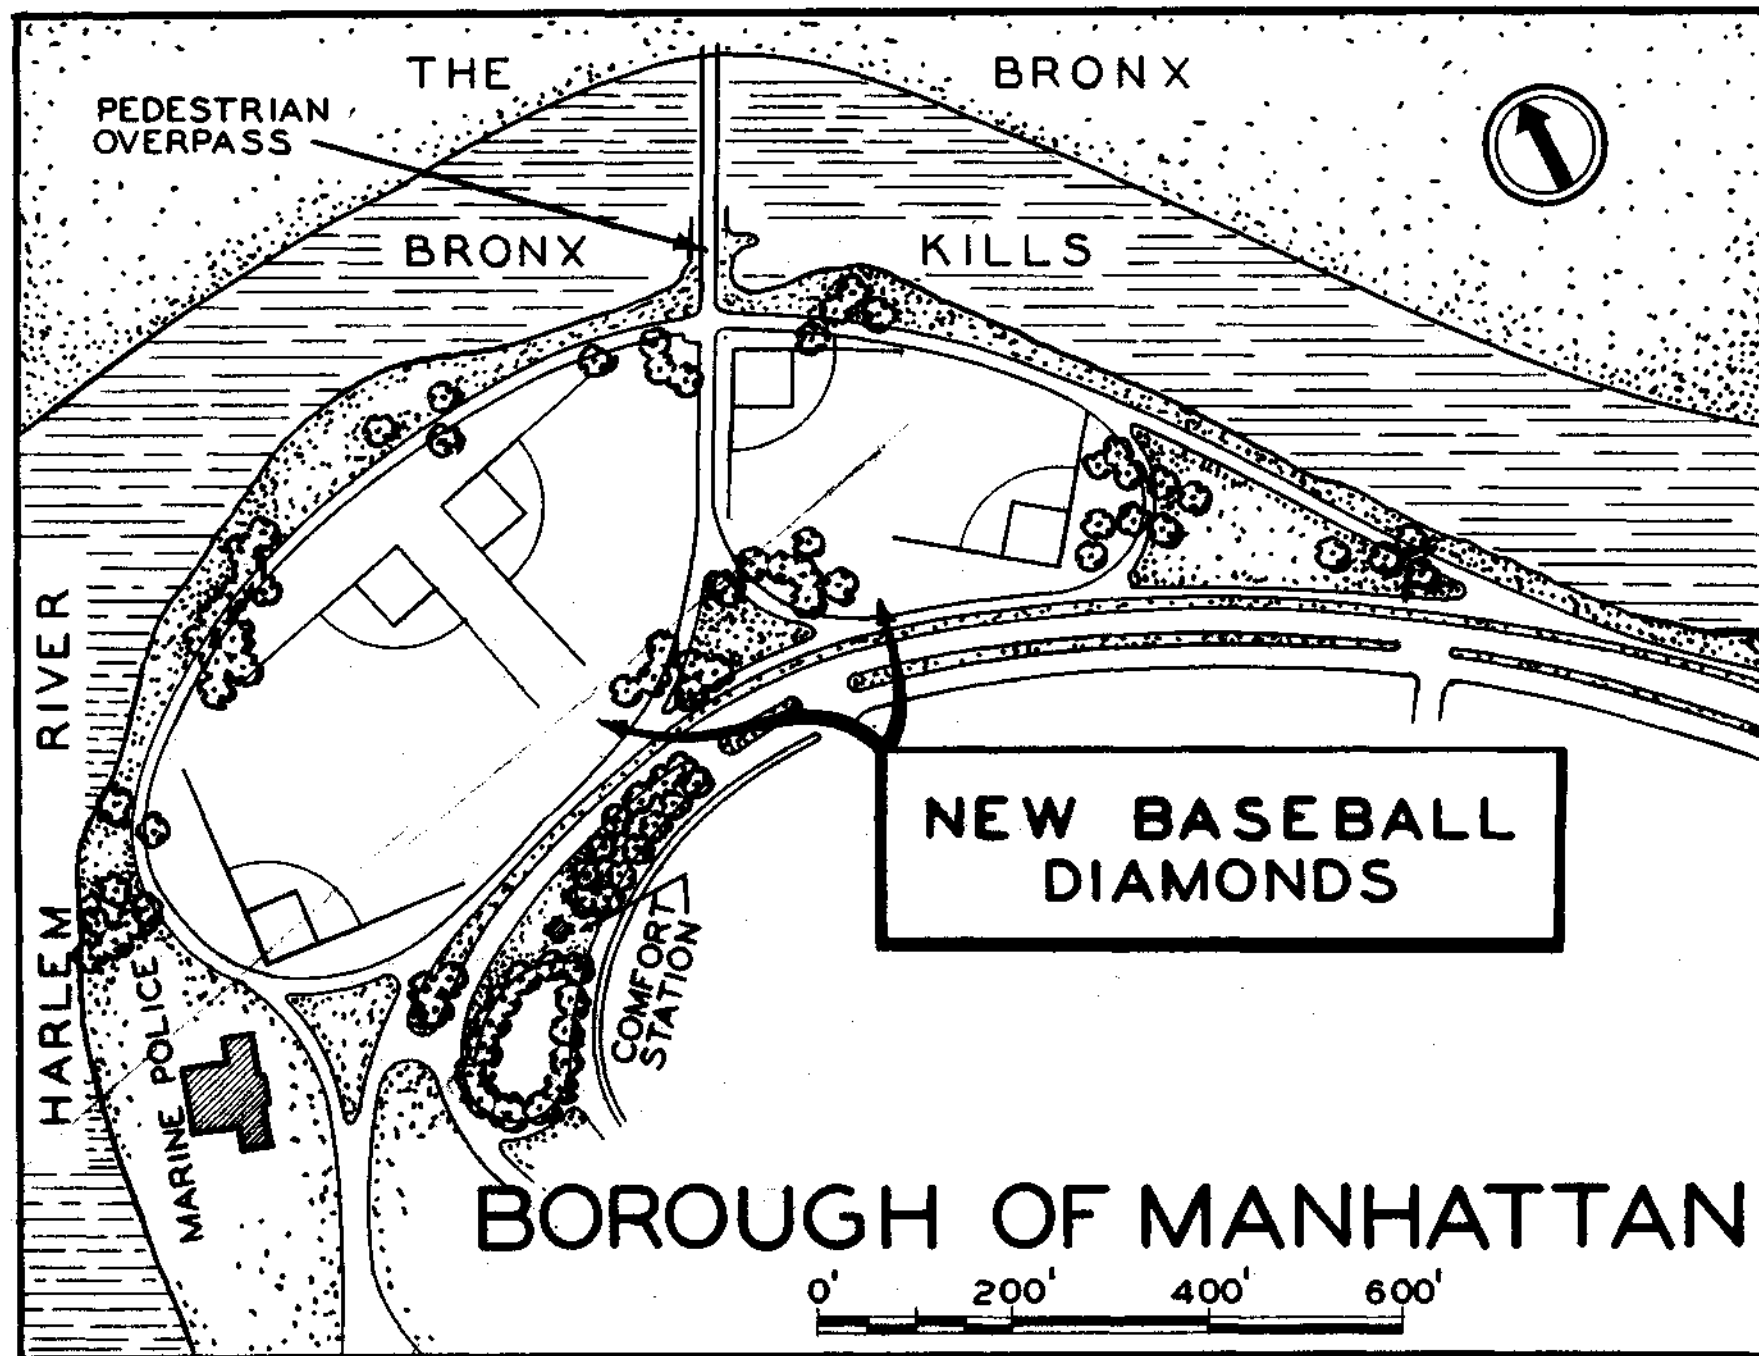 THE BRONX
PEDESTRIAN
OVERPASS
BRONX KILLS
HARLEM RIVER
NEW BASEBALL
DIAMONDS
COMFORT
STATION
MARINE POLICE
BOROUGH OF MANHATTAN
0' 200' 400' 600'